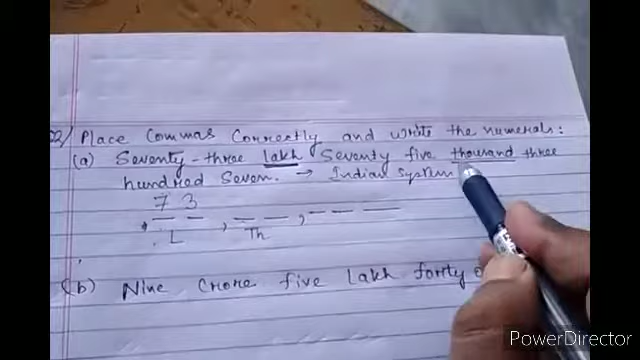 22/ Place Commas Correctly and write the numerals:
(a) Seventy-three lakh Seventy five thousand three
hundred Seven. → Indian System
7 3
L , Th ,
(b) Nine Crore five lakh forty
PowerDirector